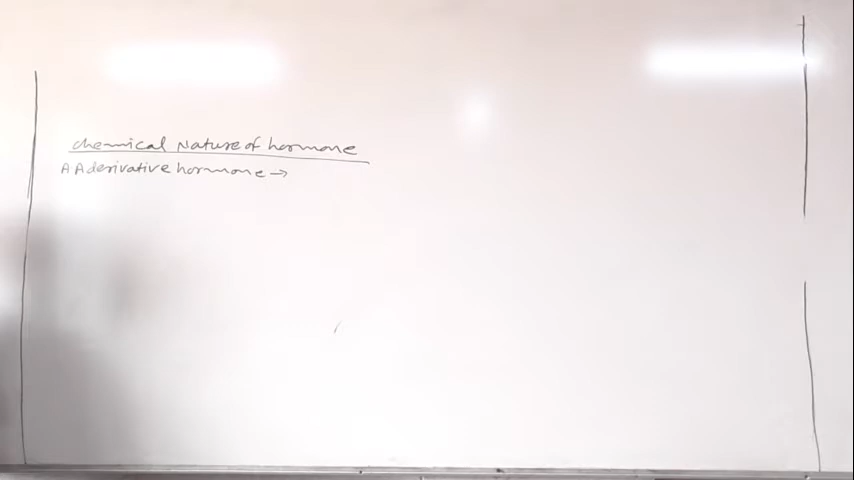 chemical Nature of hormone
A A derivative hormone →